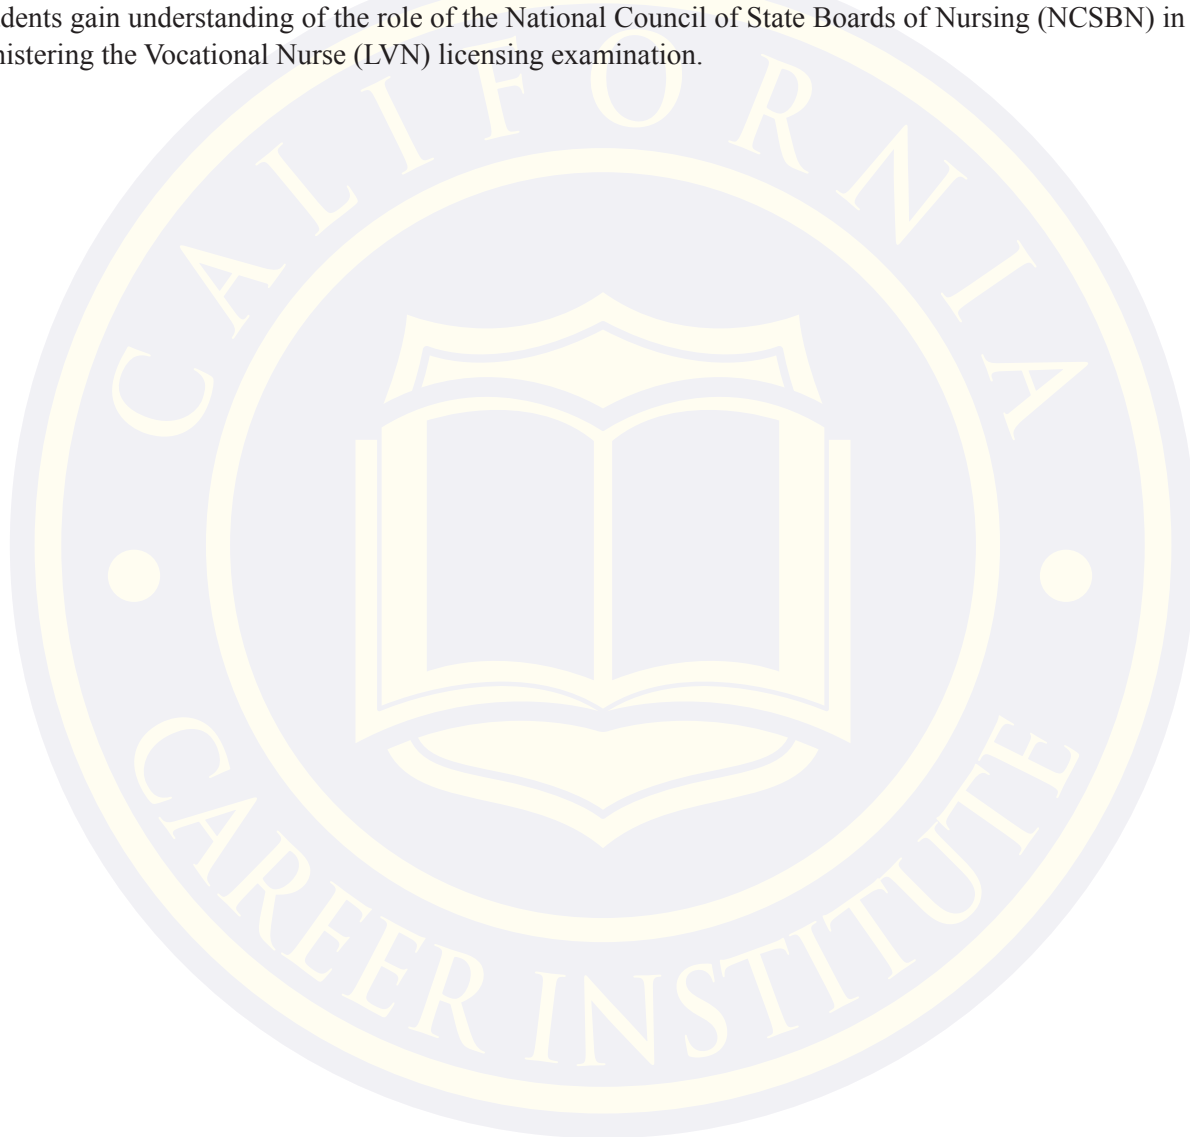 dents gain understanding of the role of the National Council of State Boards of Nursing (NCSBN) in
nistering the Vocational Nurse (LVN) licensing examination.
CALIFORNIA
CAREER INSTITUTE